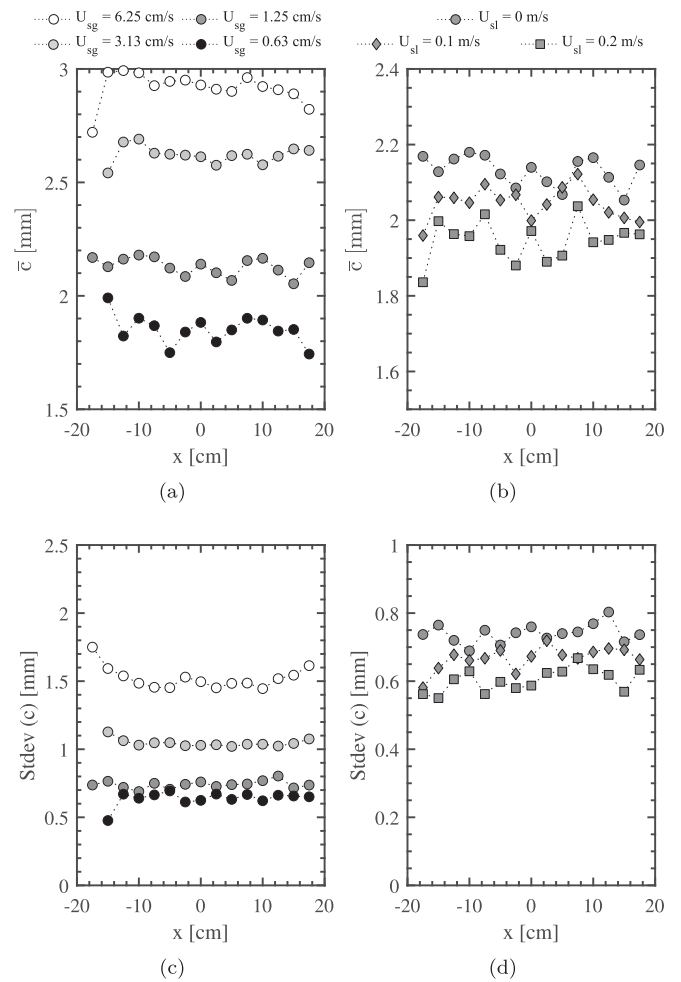 U_sg = 6.25 cm/s U_sg = 1.25 cm/s
U_sg = 3.13 cm/s U_sg = 0.63 cm/s
U_sl = 0 m/s
U_sl = 0.1 m/s U_sl = 0.2 m/s
3
2.5
2
1.5
c̅ [mm]
-20 -10 0 10 20
x [cm]
(a)
2.4
2.2
2
1.8
1.6
c̅ [mm]
-20 -10 0 10 20
x [cm]
(b)
2.5
2
1.5
1
0.5
0
Stdev (c) [mm]
-20 -10 0 10 20
x [cm]
(c)
1
0.8
0.6
0.4
0.2
0
Stdev (c) [mm]
-20 -10 0 10 20
x [cm]
(d)